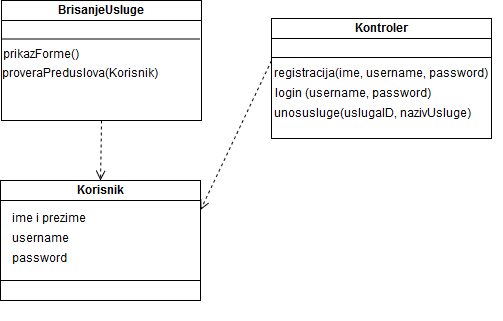 BrisanjeUsluge
prikazForme()
proveraPreduslova(Korisnik)
Kontroler
registracija(ime, username, password)
login (username, password)
unosusluge(uslugaID, nazivUsluge)
Korisnik
ime i prezime
username
password